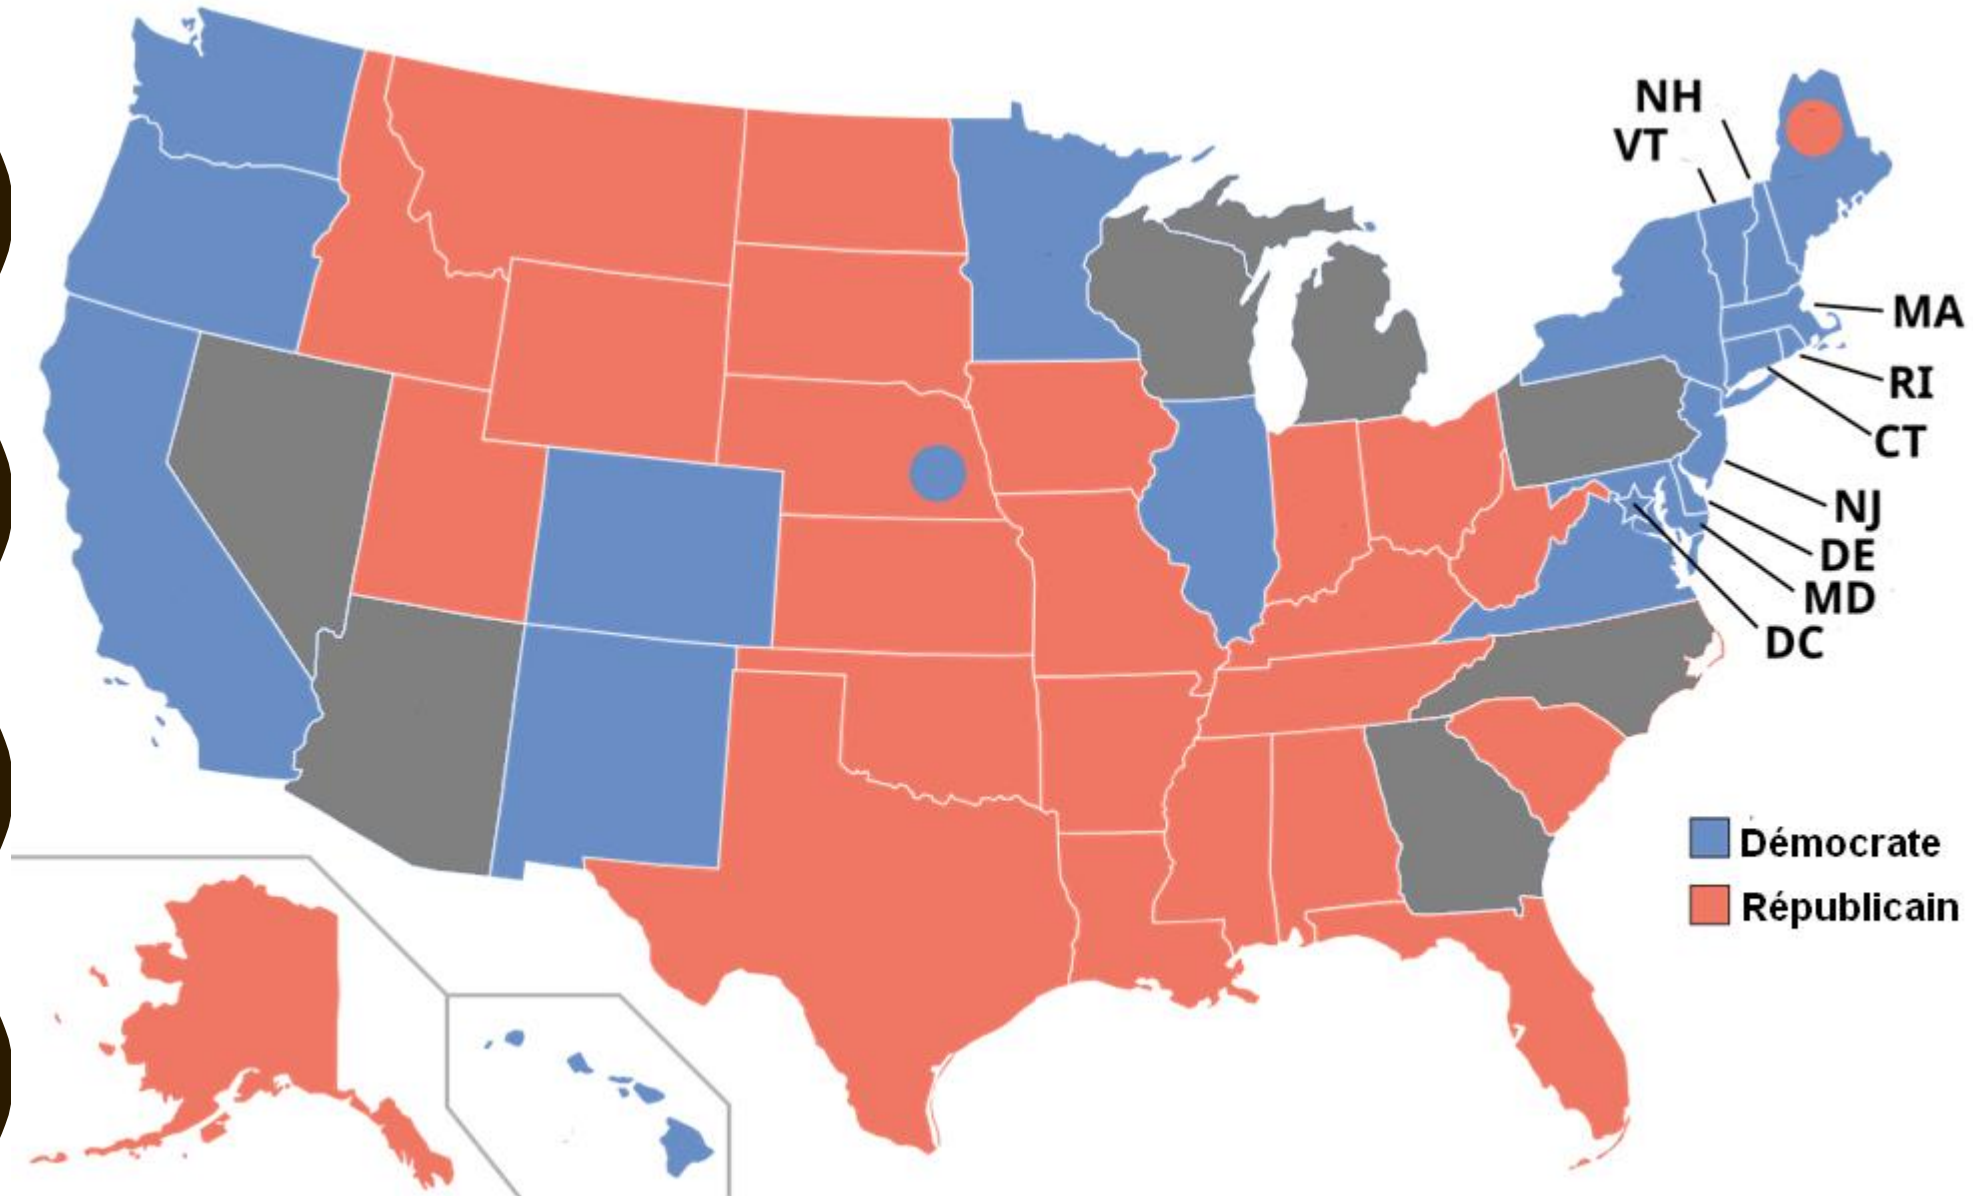 NH
VT
MA
RI
CT
NJ
DE
MD
DC
Démocrate
Républicain